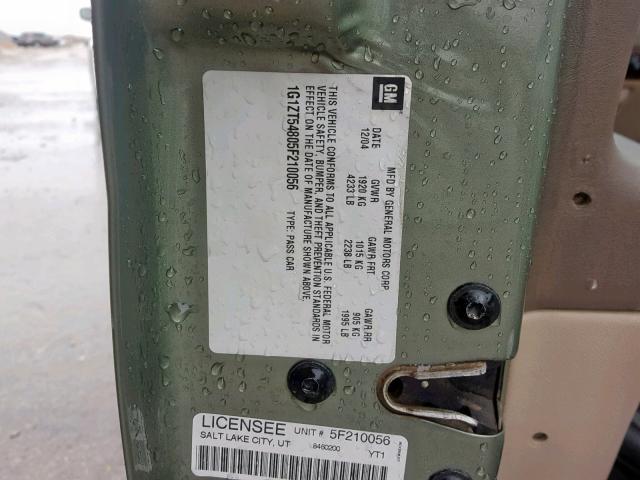 GM
MFD BY GENERAL MOTORS CORP
DATE GVWR GAWR FRT GAWR RR
12/04 1920 KG 1015 KG 905 KG
4233 LB 2238 LB 1995 LB
THIS VEHICLE CONFORMS TO ALL APPLICABLE U.S. FEDERAL MOTOR
VEHICLE SAFETY, BUMPER, AND THEFT PREVENTION STANDARDS IN
EFFECT ON THE DATE OF MANUFACTURE SHOWN ABOVE.
1G1ZT54805F210056 TYPE: PASS CAR
LICENSEE UNIT # 5F210056
SALT LAKE CITY, UT 8460200 YT1